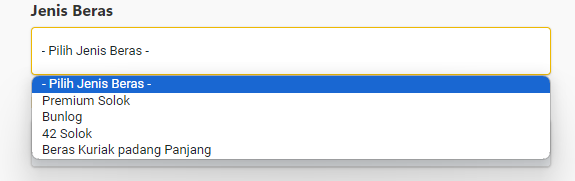 Jenis Beras
- Pilih Jenis Beras -
- Pilih Jenis Beras -
Premium Solok
Bunlog
42 Solok
Beras Kuriak padang Panjang